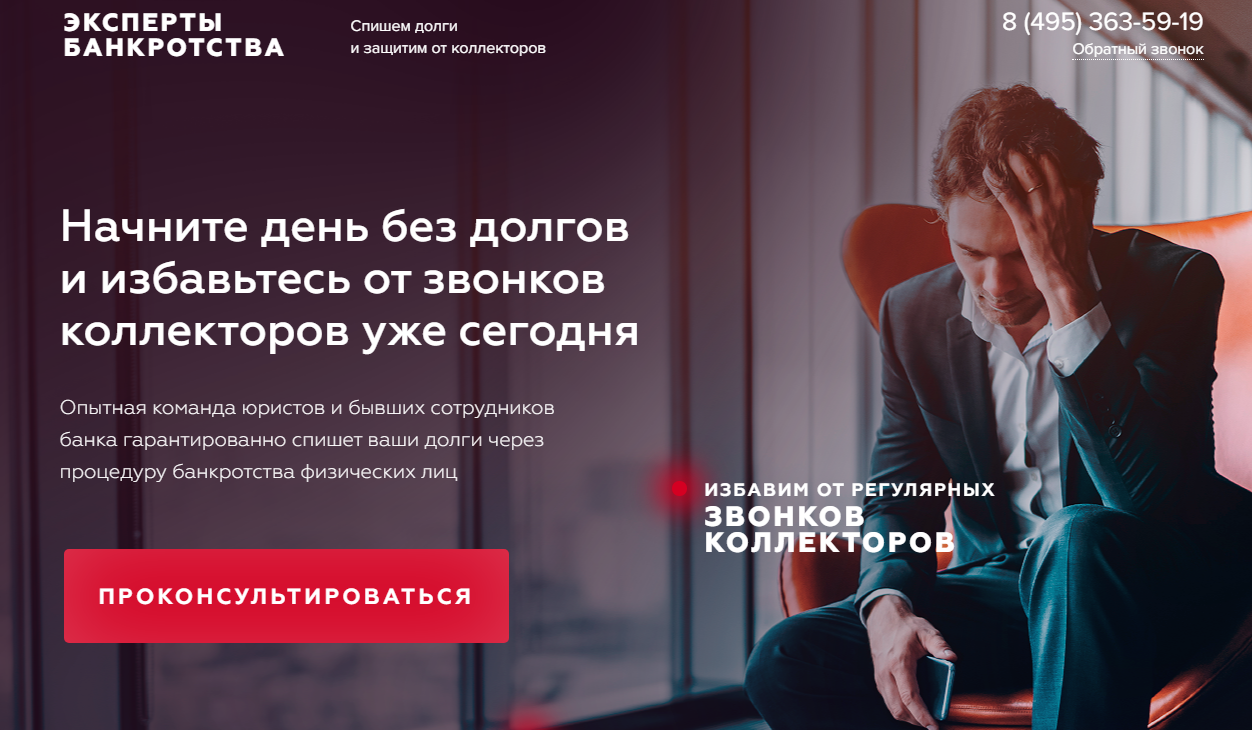 ЭКСПЕРТЫ
БАНКРОТСТВА
Спишем долги
и защитим от коллекторов
8 (495) 363-59-19
Обратный звонок
Начните день без долгов
и избавьтесь от звонков
коллекторов уже сегодня
Опытная команда юристов и бывших сотрудников
банка гарантированно спишет ваши долги через
процедуру банкротства физических лиц
ИЗБАВИМ ОТ РЕГУЛЯРНЫХ
ЗВОНКОВ
КОЛЛЕКТОРОВ
ПРОКОНСУЛЬТИРОВАТЬСЯ